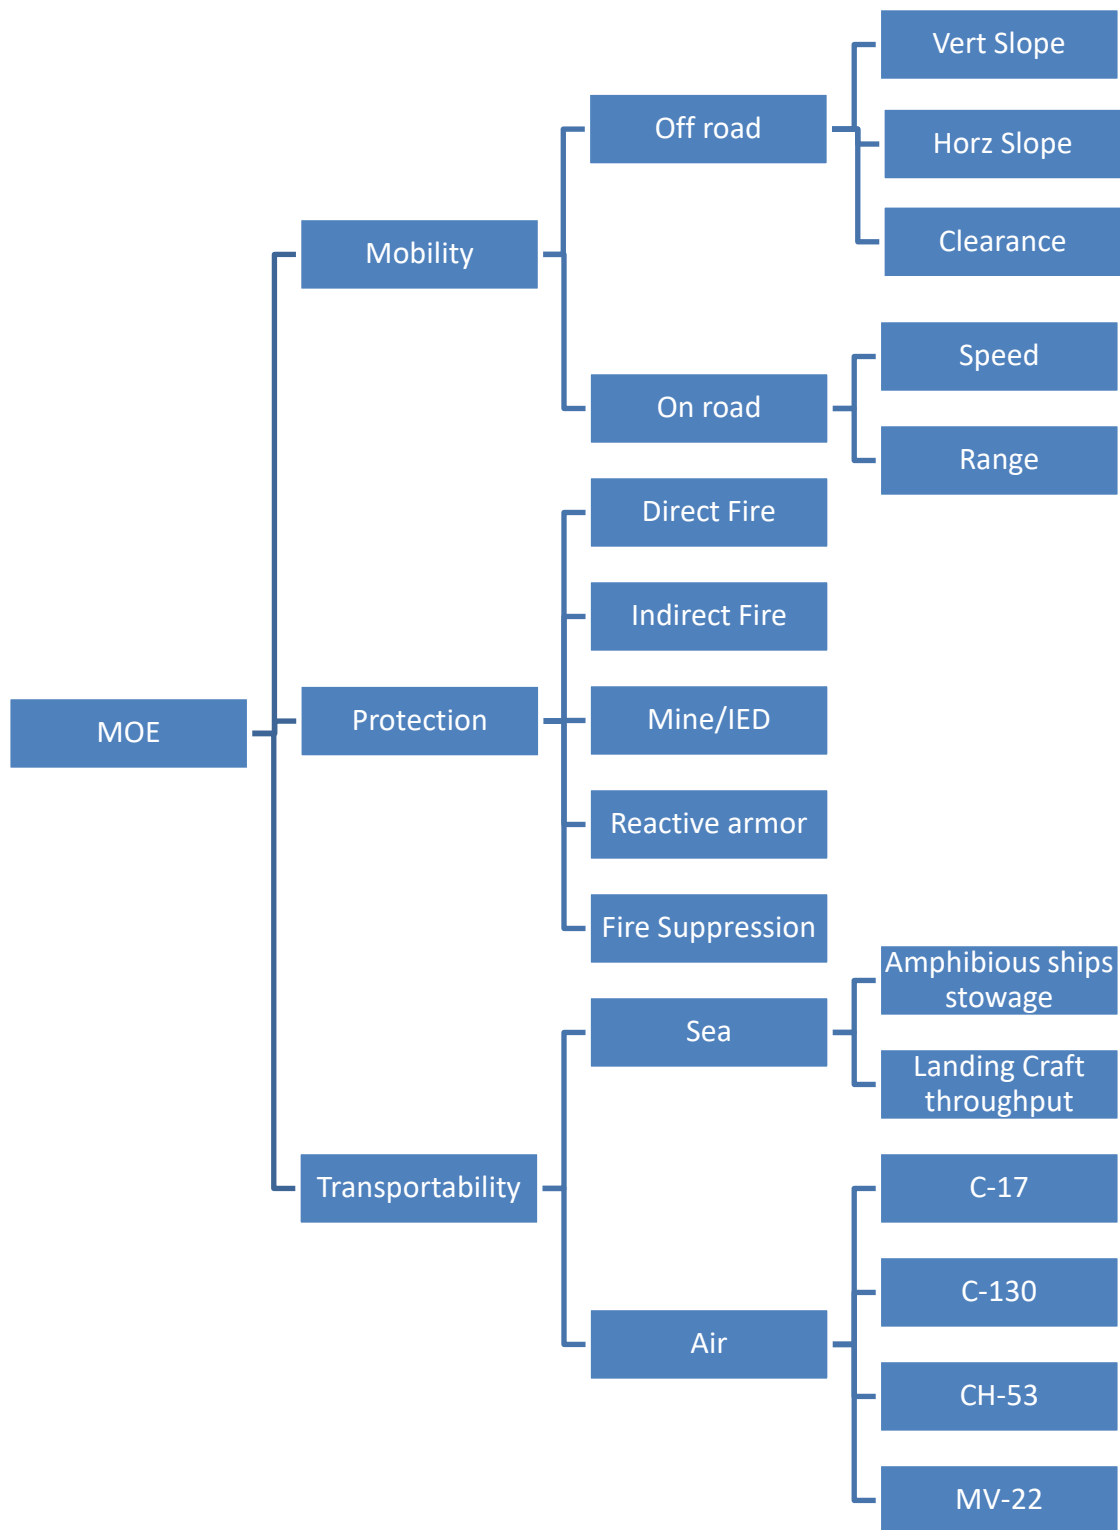 MOE
Mobility
Off road
Vert Slope
Horz Slope
Clearance
On road
Speed
Range
Protection
Direct Fire
Indirect Fire
Mine/IED
Reactive armor
Fire Suppression
Transportability
Sea
Amphibious ships
stowage
Landing Craft
throughput
Air
C-17
C-130
CH-53
MV-22